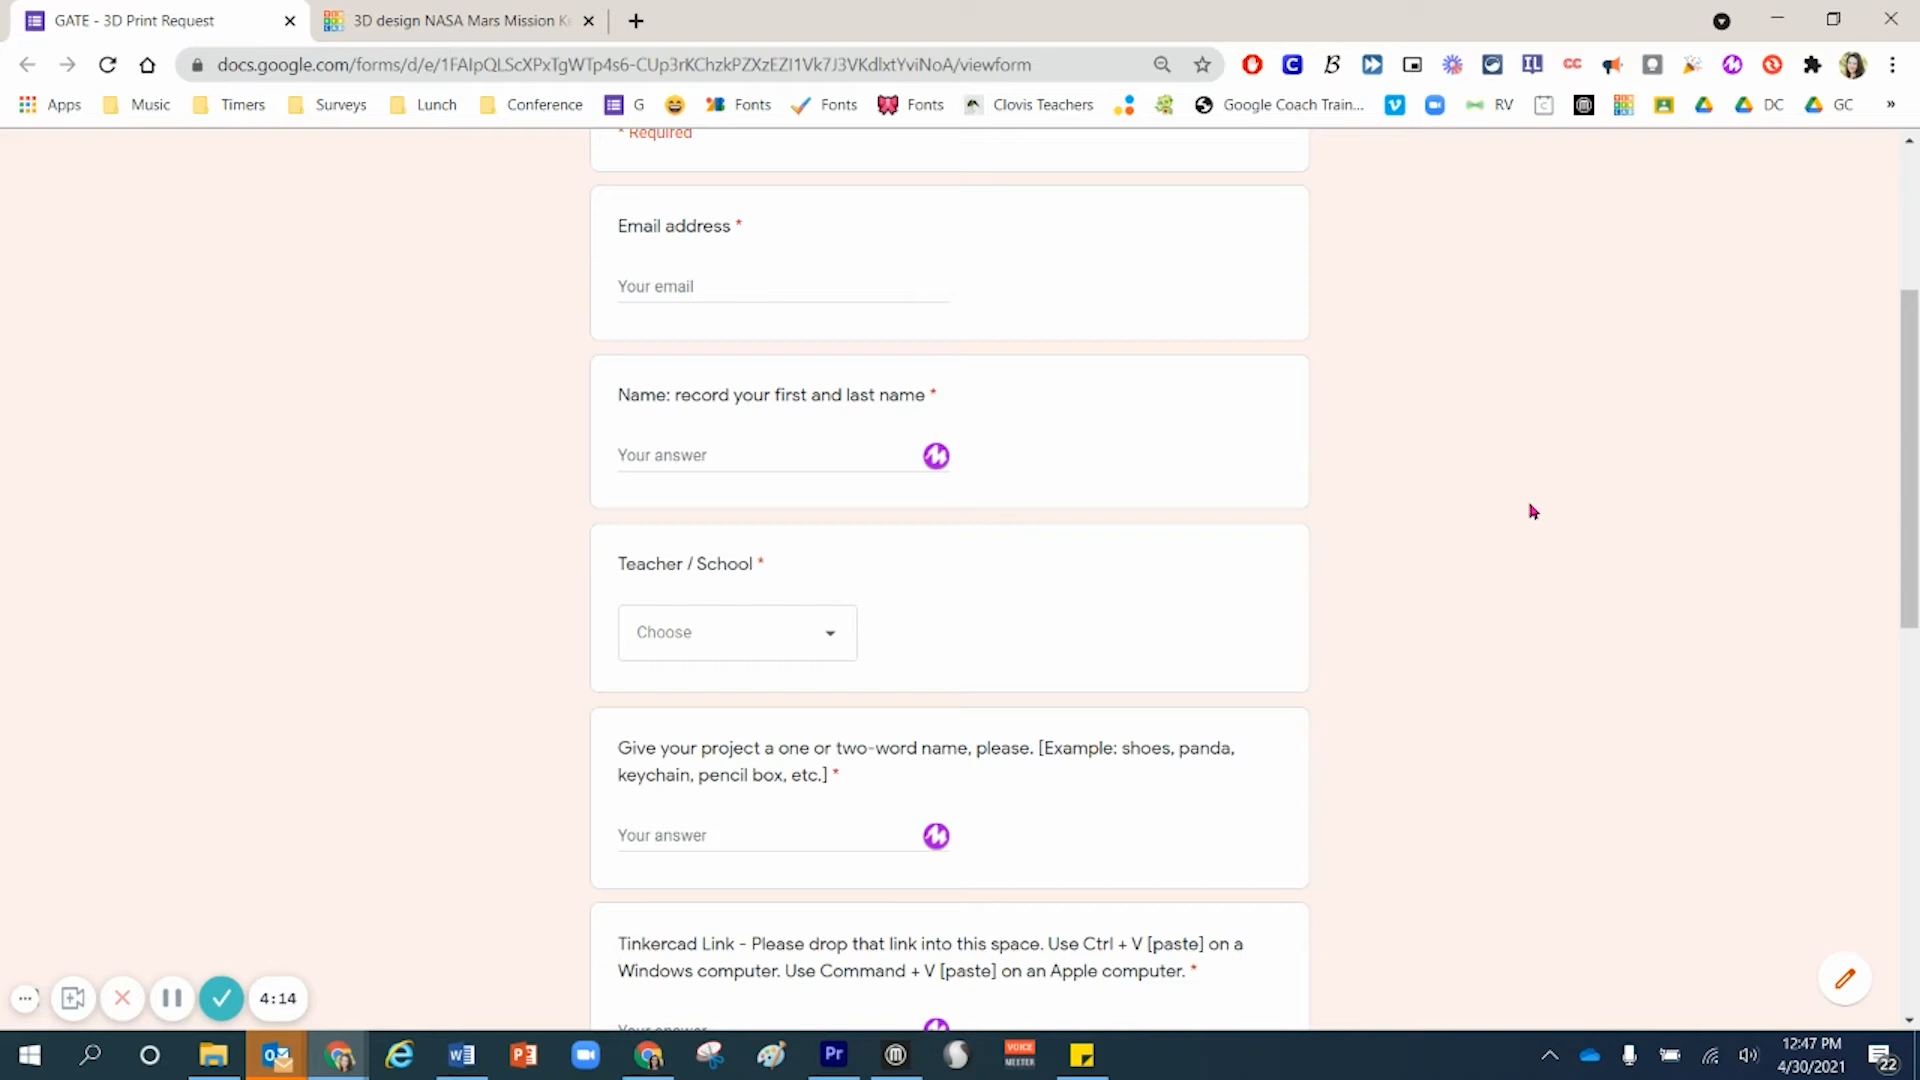 GATE - 3D Print Request
3D design NASA Mars Mission Ke
docs.google.com/forms/d/e/1FAIpQLScXPxTgWTp4s6-CUp3rKChzkPZXzEZI1Vk7J3VKdlxtYviNoA/viewform
Apps Music Timers Surveys Lunch Conference G Fonts Fonts Fonts Clovis Teachers Google Coach Train... RV DC GC »
* Required
Email address *
Your email
Name: record your first and last name *
Your answer
Teacher / School *
Choose
Give your project a one or two-word name, please. [Example: shoes, panda,
keychain, pencil box, etc.] *
Your answer
Tinkercad Link - Please drop that link into this space. Use Ctrl + V [paste] on a
Windows computer. Use Command + V [paste] on an Apple computer. *
Your answer
4:14
VOICE
MEETER
12:47 PM
4/30/2021
22